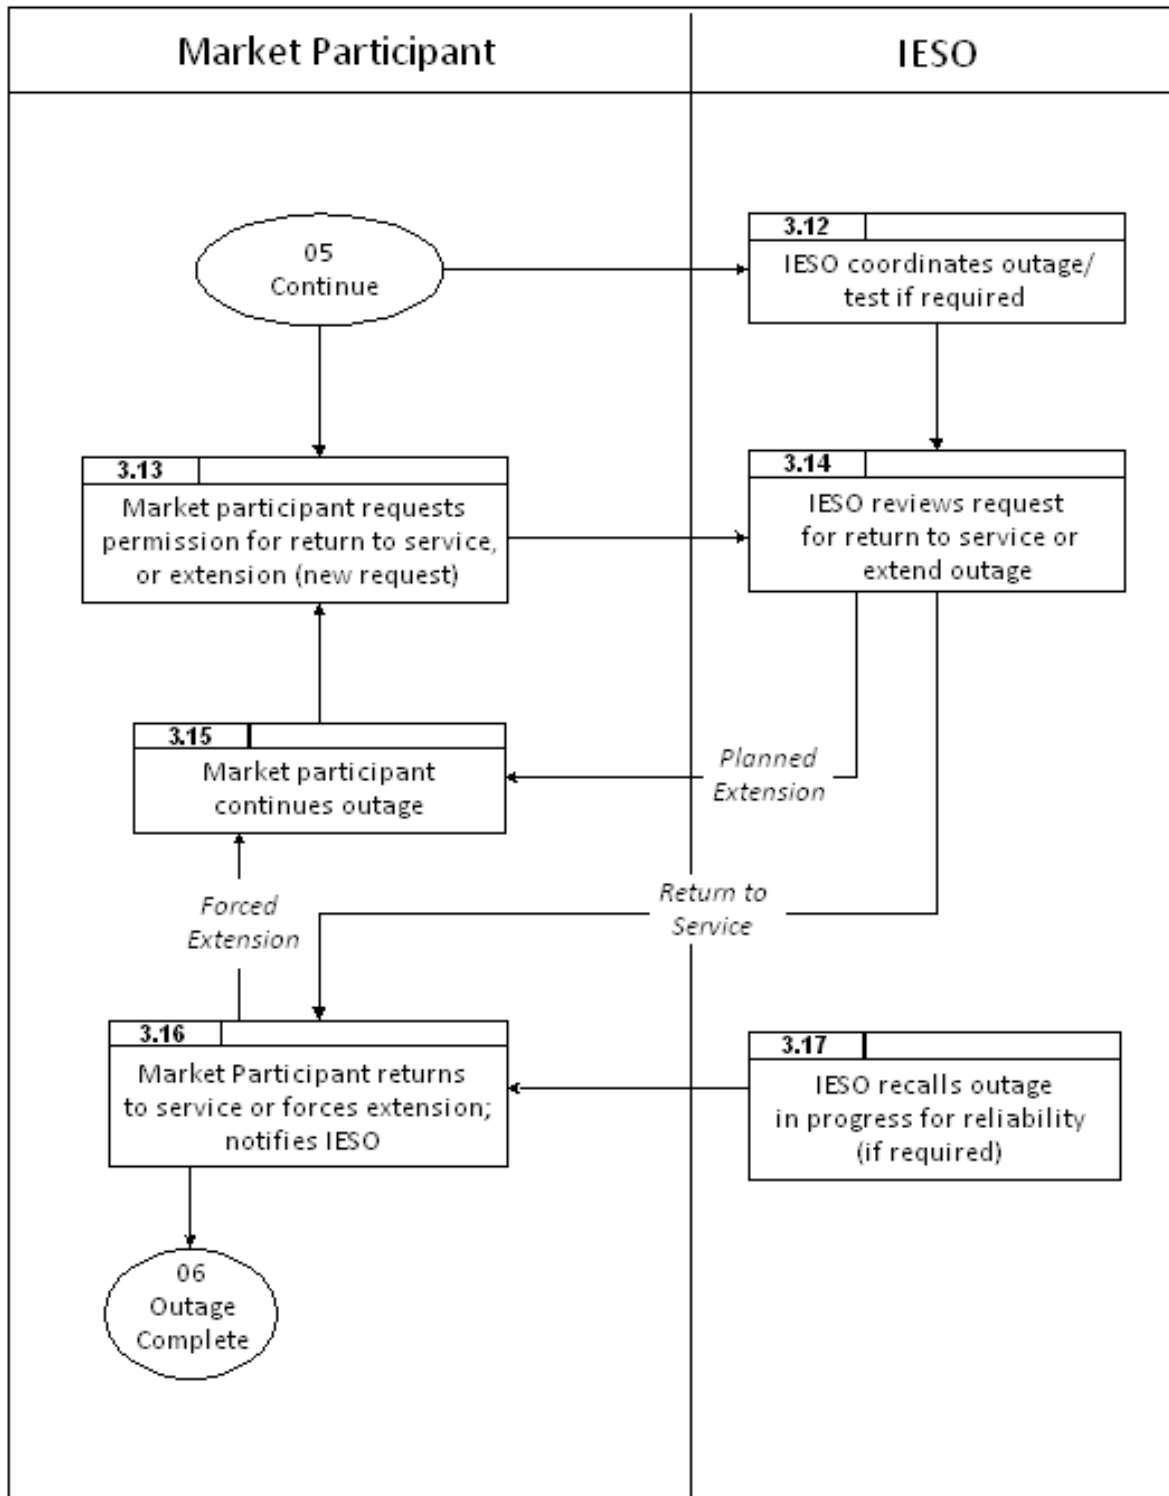 Market Participant
IESO
05
Continue
3.12
IESO coordinates outage/
test if required
3.13
Market participant requests
permission for return to service,
or extension (new request)
3.14
IESO reviews request
for return to service or
extend outage
3.15
Market participant
continues outage
Planned
Extension
Forced
Extension
Return to
Service
3.16
Market Participant returns
to service or forces extension;
notifies IESO
3.17
IESO recalls outage
in progress for reliability
(if required)
06
Outage
Complete